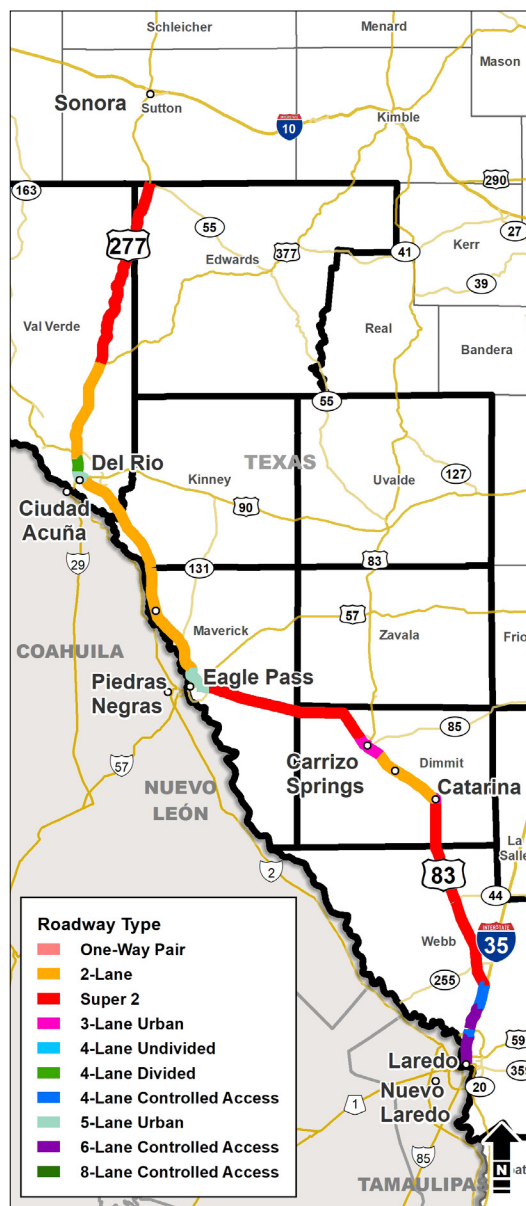 Schleicher
Menard
Mason
Sonora
Sutton
INTERSTATE
10
Kimble
163
290
55
277
377
27
Edwards
41
Kerr
39
Val Verde
Real
Bandera
55
Del Rio
TEXAS
127
Kinney
Uvalde
Ciudad
Acuña
90
29
131
83
57
COAHUILA
Maverick
Zavala
Frio
Eagle Pass
Piedras
Negras
85
Carrizo
Springs
Dimmit
57
NUEVO
LEÓN
Catarina
La
Salle
2
83
44
INTERSTATE
35
Webb
255
59
Laredo
359
20
Nuevo
Laredo
1
85
TAMAULIPAS
N
Roadway Type
One-Way Pair
2-Lane
Super 2
3-Lane Urban
4-Lane Undivided
4-Lane Divided
4-Lane Controlled Access
5-Lane Urban
6-Lane Controlled Access
8-Lane Controlled Access